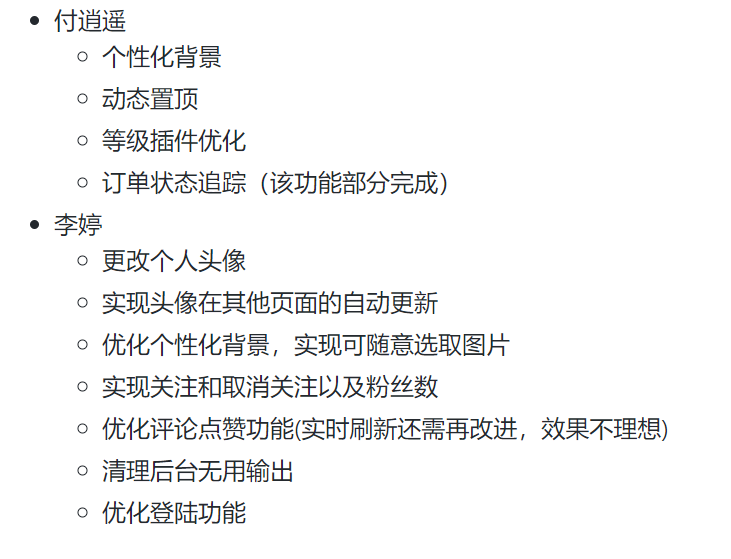 付逍遥
个性化背景
动态置顶
等级插件优化
订单状态追踪（该功能部分完成）
李婷
更改个人头像
实现头像在其他页面的自动更新
优化个性化背景，实现可随意选取图片
实现关注和取消关注以及粉丝数
优化评论点赞功能(实时刷新还需再改进，效果不理想)
清理后台无用输出
优化登陆功能